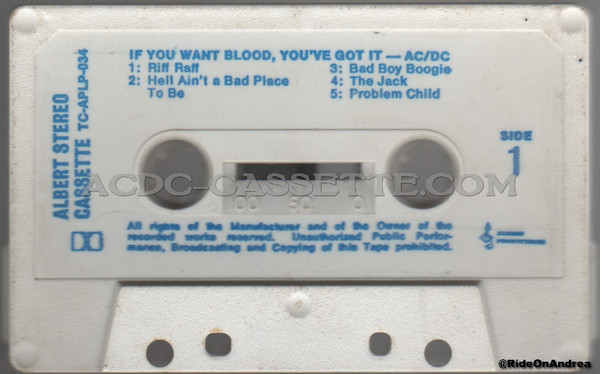 IF YOU WANT BLOOD, YOU'VE GOT IT — AC/DC
1: Riff Raff
2: Hell Ain't a Bad Place
To Be
3: Bad Boy Boogie
4: The Jack
5: Problem Child
ALBERT STEREO
CASSETTE TC-APLP-034
SIDE
1
ACDC-CASSETTE.COM
100 50 0
All rights of the Manufacturer and of the Owner of the
recorded works reserved. Unauthorized Public Perfor-
mance, Broadcasting and Copying of this Tape prohibited.
@RideOnAndrea